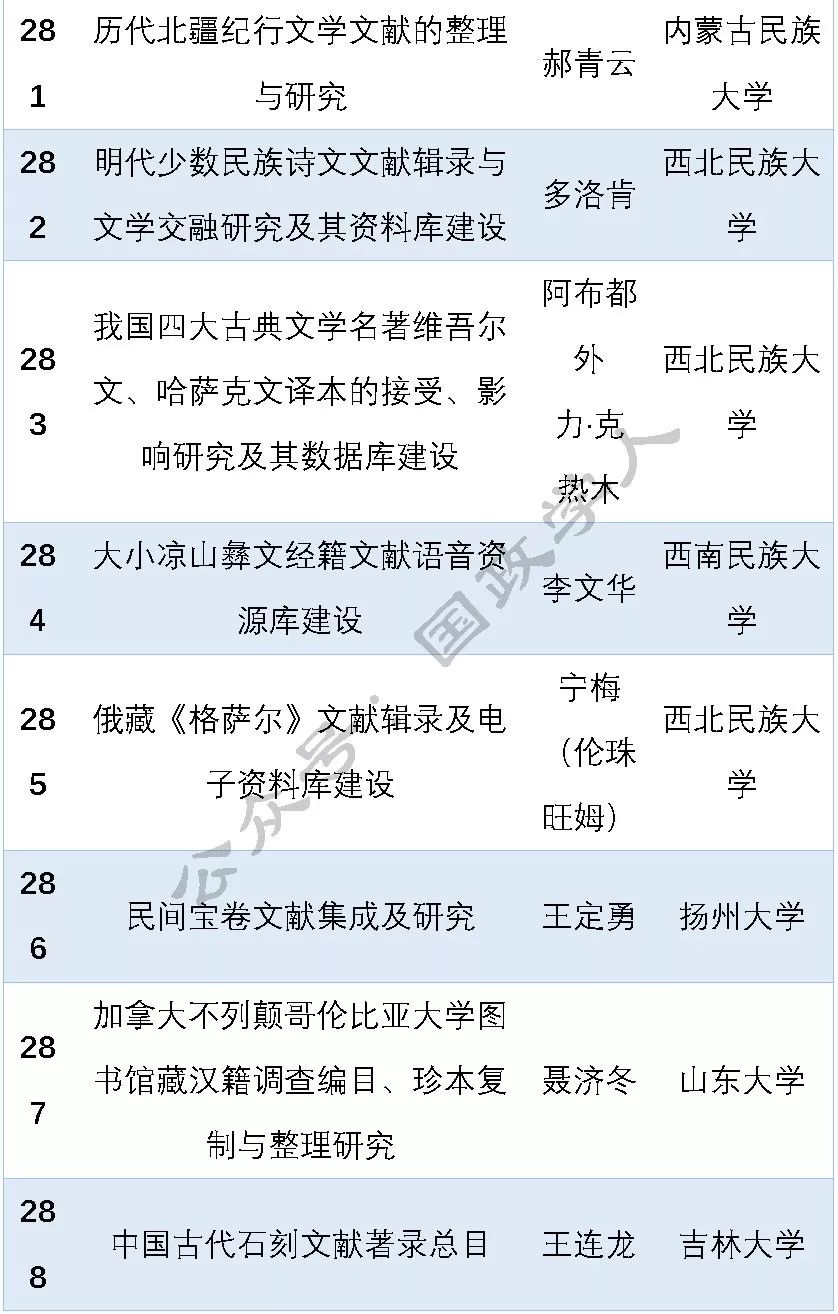 281 历代北疆纪行文学文献的整理与研究 郝青云 内蒙古民族大学
282 明代少数民族诗文文献辑录与文学交融研究及其资料库建设 多洛肯 西北民族大学
283 我国四大古典文学名著维吾尔文、哈萨克文译本的接受、影响研究及其数据库建设 阿布都外力·克热木 西北民族大学
284 大小凉山彝文经籍文献语音资源库建设 李文华 西南民族大学
285 俄藏《格萨尔》文献辑录及电子资料库建设 宁梅（伦珠旺姆） 西北民族大学
286 民间宝卷文献集成及研究 王定勇 扬州大学
287 加拿大不列颠哥伦比亚大学图书馆藏汉籍调查编目、珍本复制与整理研究 聂济冬 山东大学
288 中国古代石刻文献著录总目 王连龙 吉林大学
公众号·国政学人